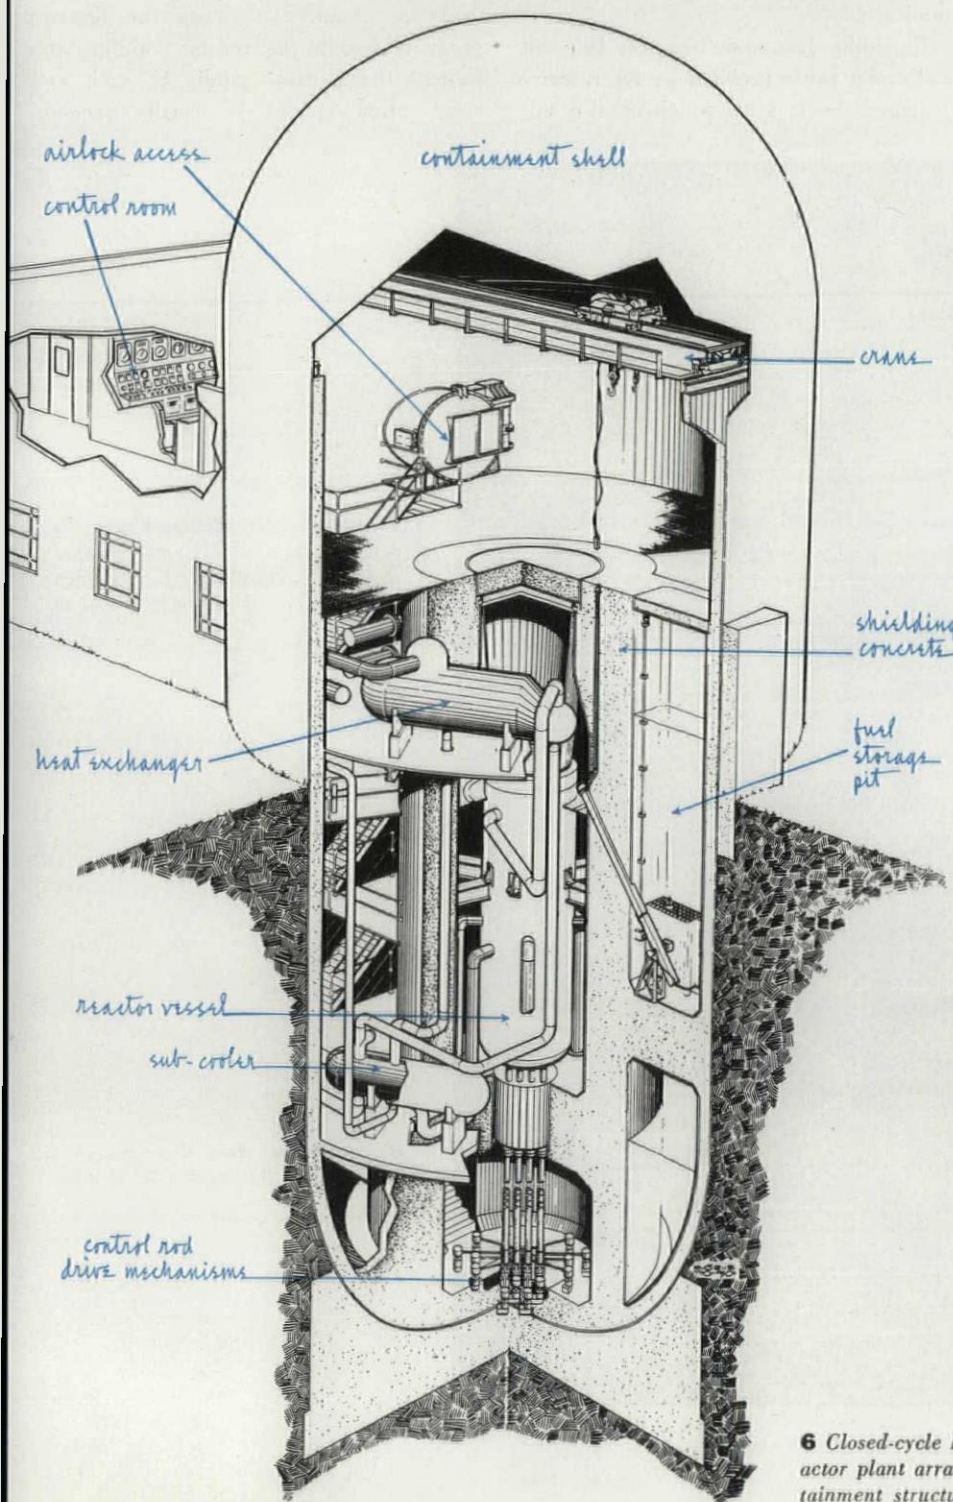 airlock access
containment shell
control room
crane
shielding
concrete
fuel
storage
pit
heat exchanger
reactor vessel
sub-cooler
control rod
drive mechanisms
6 Closed-cycle
actor plant arra
tainment structu